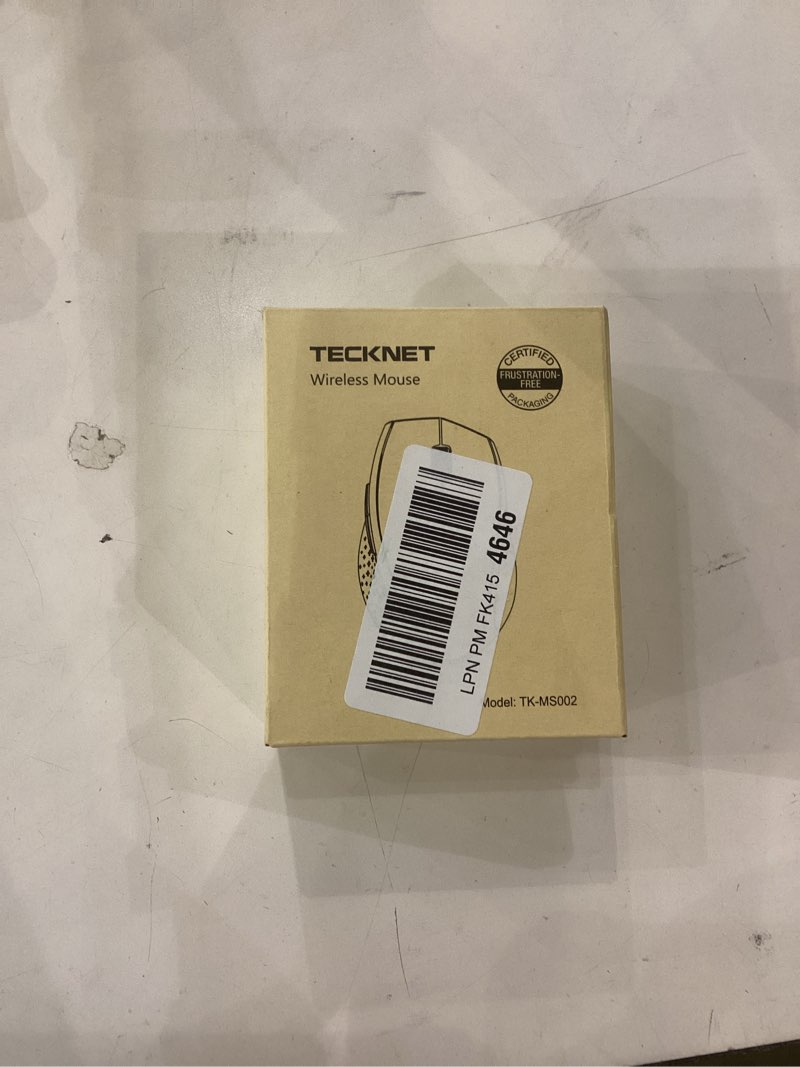 TECKNET
Wireless Mouse
CERTIFIED
FRUSTRATION-
FREE
PACKAGING
LPN PM FK415 4646
Model: TK-MS002